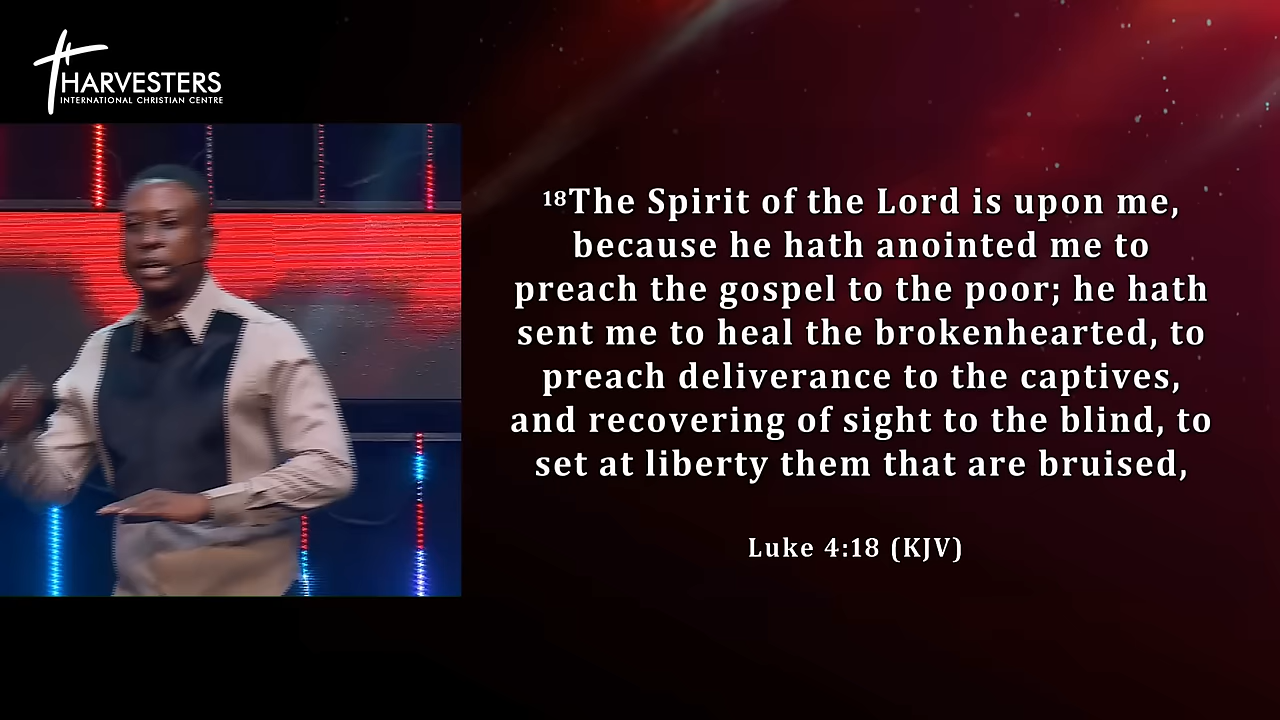 HARVESTERS
INTERNATIONAL CHRISTIAN CENTRE
¹⁸The Spirit of the Lord is upon me,
because he hath anointed me to
preach the gospel to the poor; he hath
sent me to heal the brokenhearted, to
preach deliverance to the captives,
and recovering of sight to the blind, to
set at liberty them that are bruised,
Luke 4:18 (KJV)